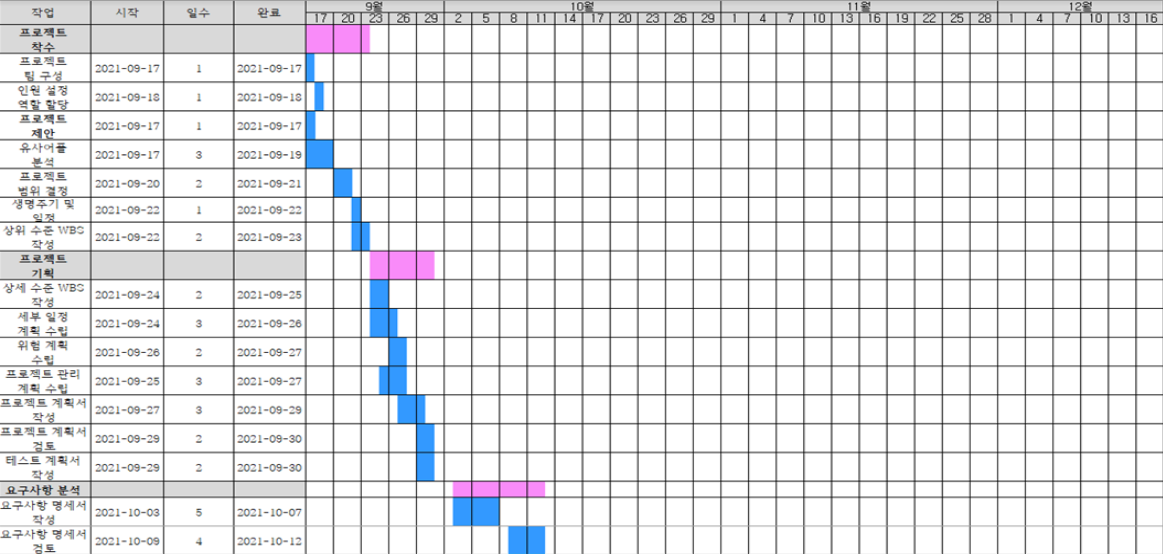 작업 시작 일수 완료 9월 10월 11월 12월
17 20 23 26 29 2 5 8 11 14 17 20 23 26 29 1 4 7 10 13 16 19 22 25 28 1 4 7 10 13 16
프로젝트
착수
프로젝트
팀 구성
2021-09-17 1 2021-09-17
인원 설정
역할 할당
2021-09-18 1 2021-09-18
프로젝트
제안
2021-09-17 1 2021-09-17
유사어플
분석
2021-09-17 3 2021-09-19
프로젝트
범위 결정
2021-09-20 2 2021-09-21
생명주기 및
일정
2021-09-22 1 2021-09-22
상위 수준 WBS
작성
2021-09-22 2 2021-09-23
프로젝트
기획
상세 수준 WBS
작성
2021-09-24 2 2021-09-25
세부 일정
계획 수립
2021-09-24 3 2021-09-26
위험 계획
수립
2021-09-26 2 2021-09-27
프로젝트 관리
계획 수립
2021-09-25 3 2021-09-27
프로젝트 계획서
작성
2021-09-27 3 2021-09-29
프로젝트 계획서
검토
2021-09-29 2 2021-09-30
테스트 계획서
작성
2021-09-29 2 2021-09-30
요구사항 분석
요구사항 명세서
작성
2021-10-03 5 2021-10-07
요구사항 명세서
검토
2021-10-09 4 2021-10-12